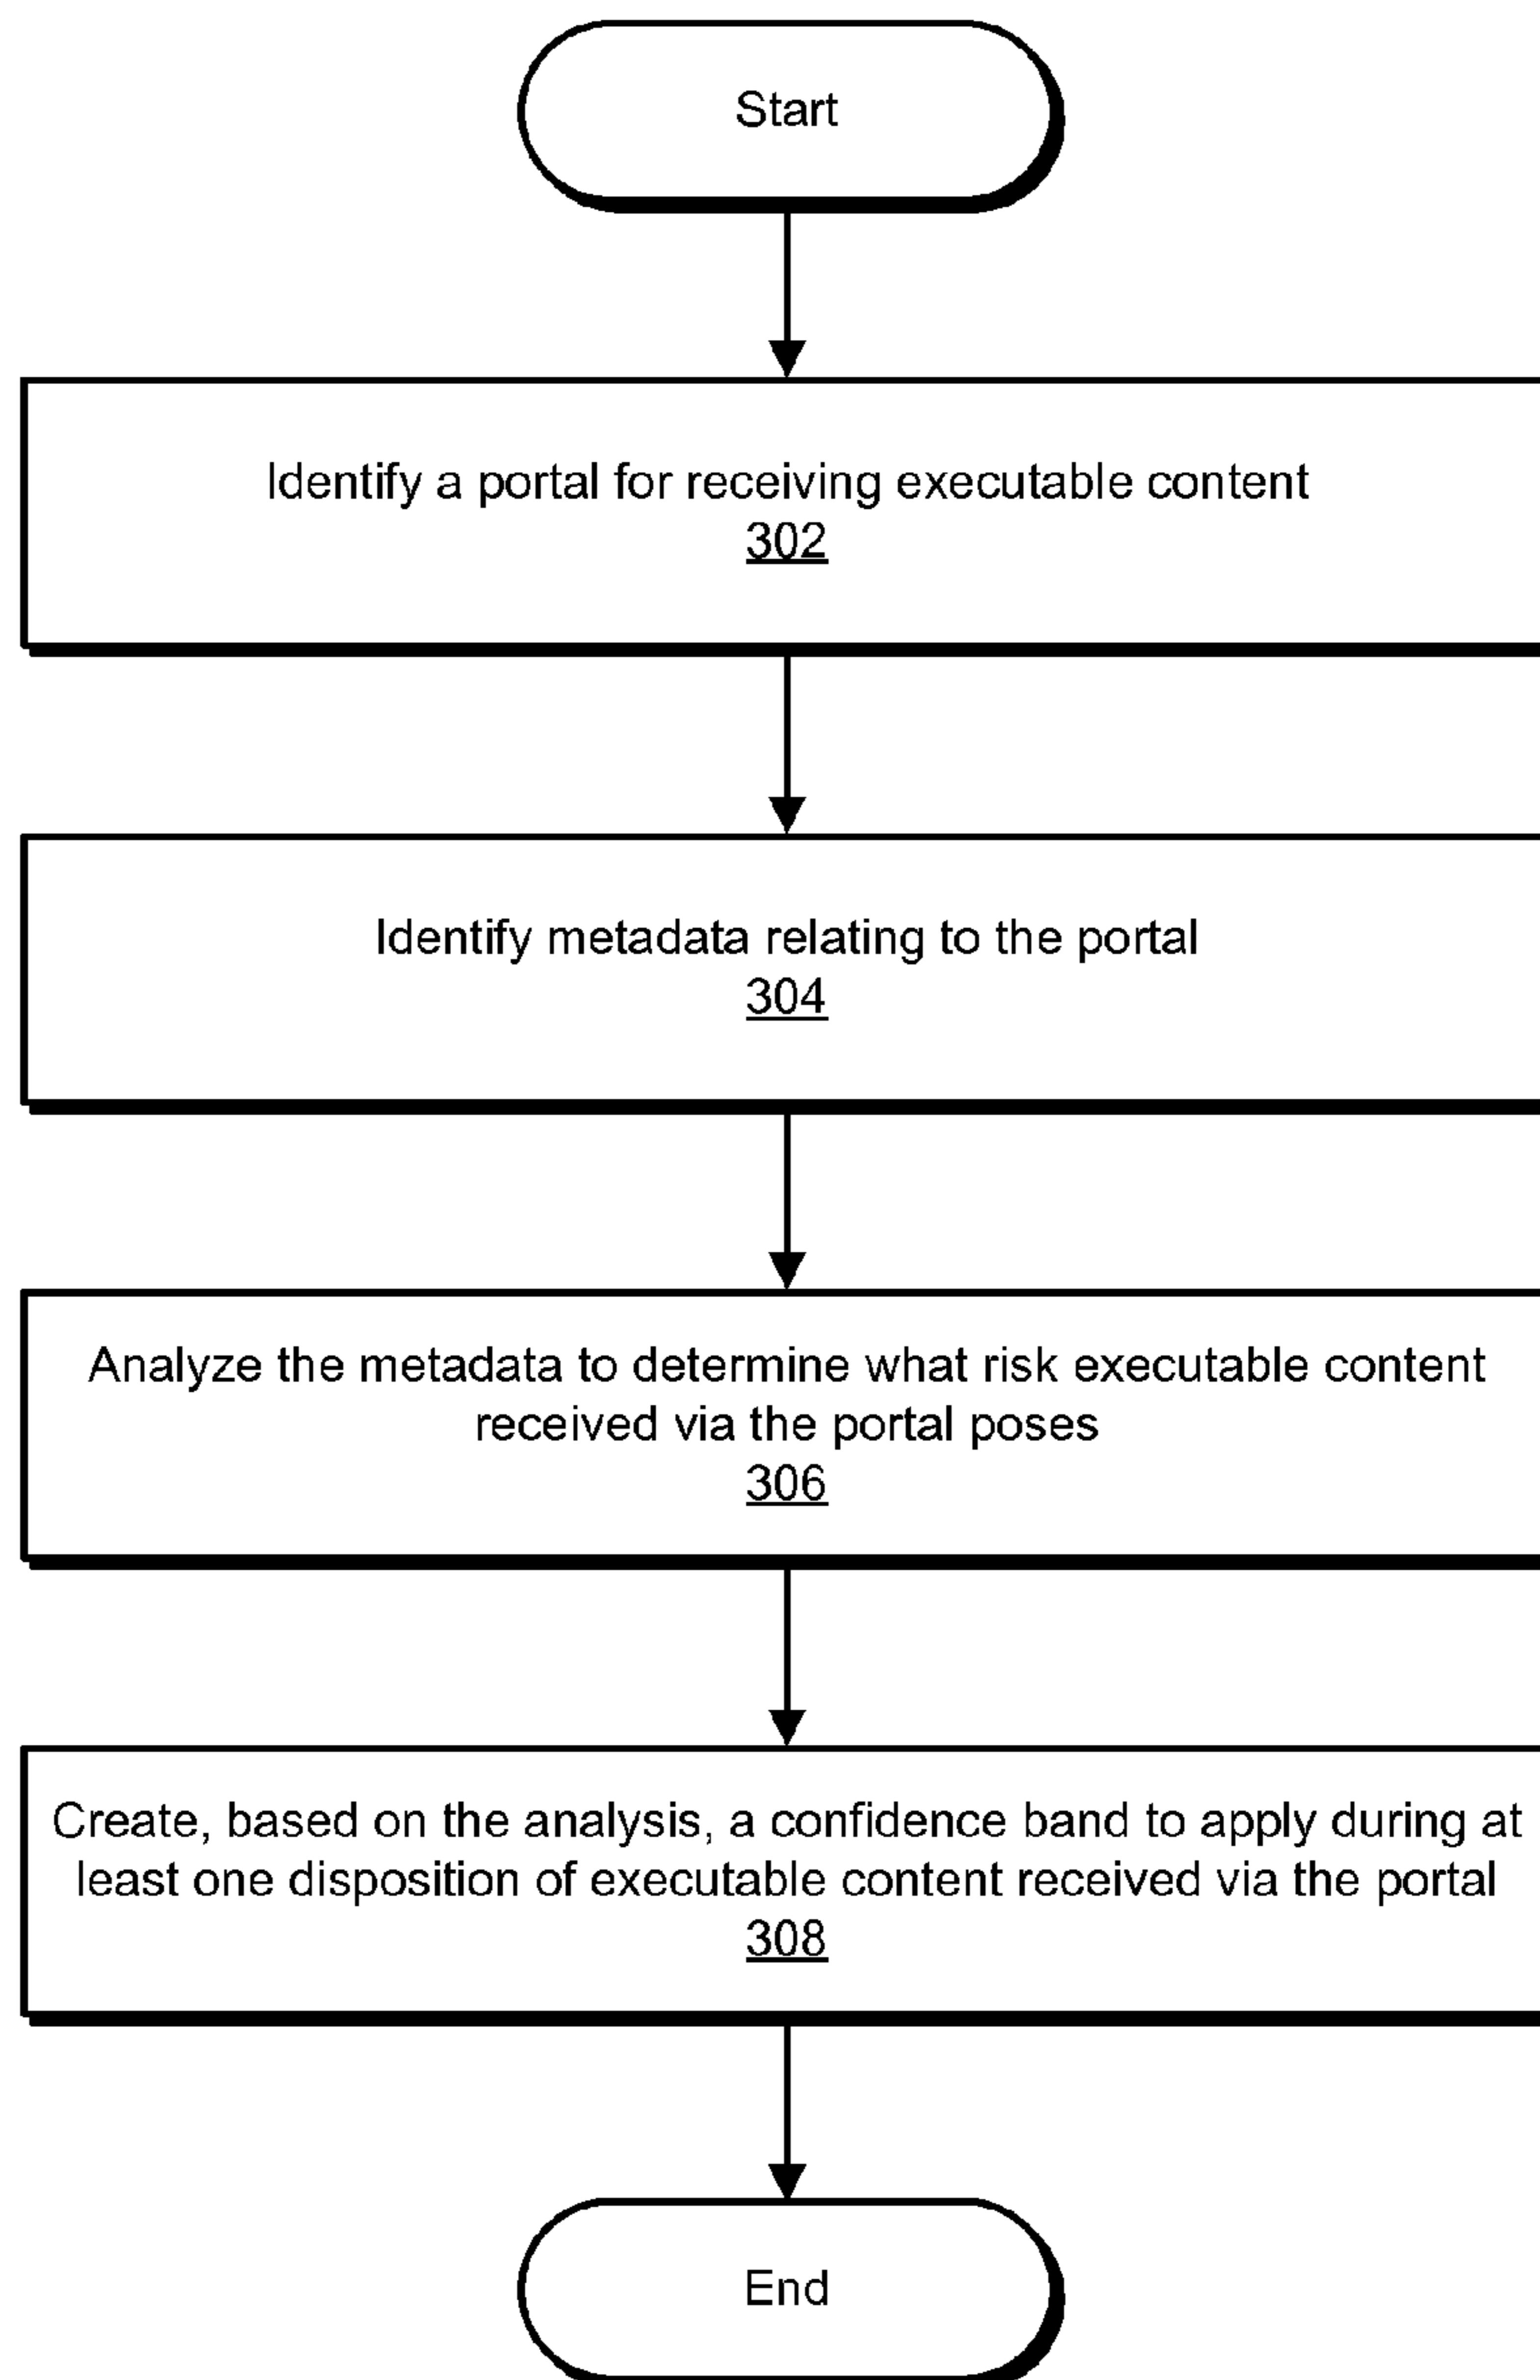 Start
Identify a portal for receiving executable content
302
Identify metadata relating to the portal
304
Analyze the metadata to determine what risk executable content
received via the portal poses
306
Create, based on the analysis, a confidence band to apply during at
least one disposition of executable content received via the portal
308
End